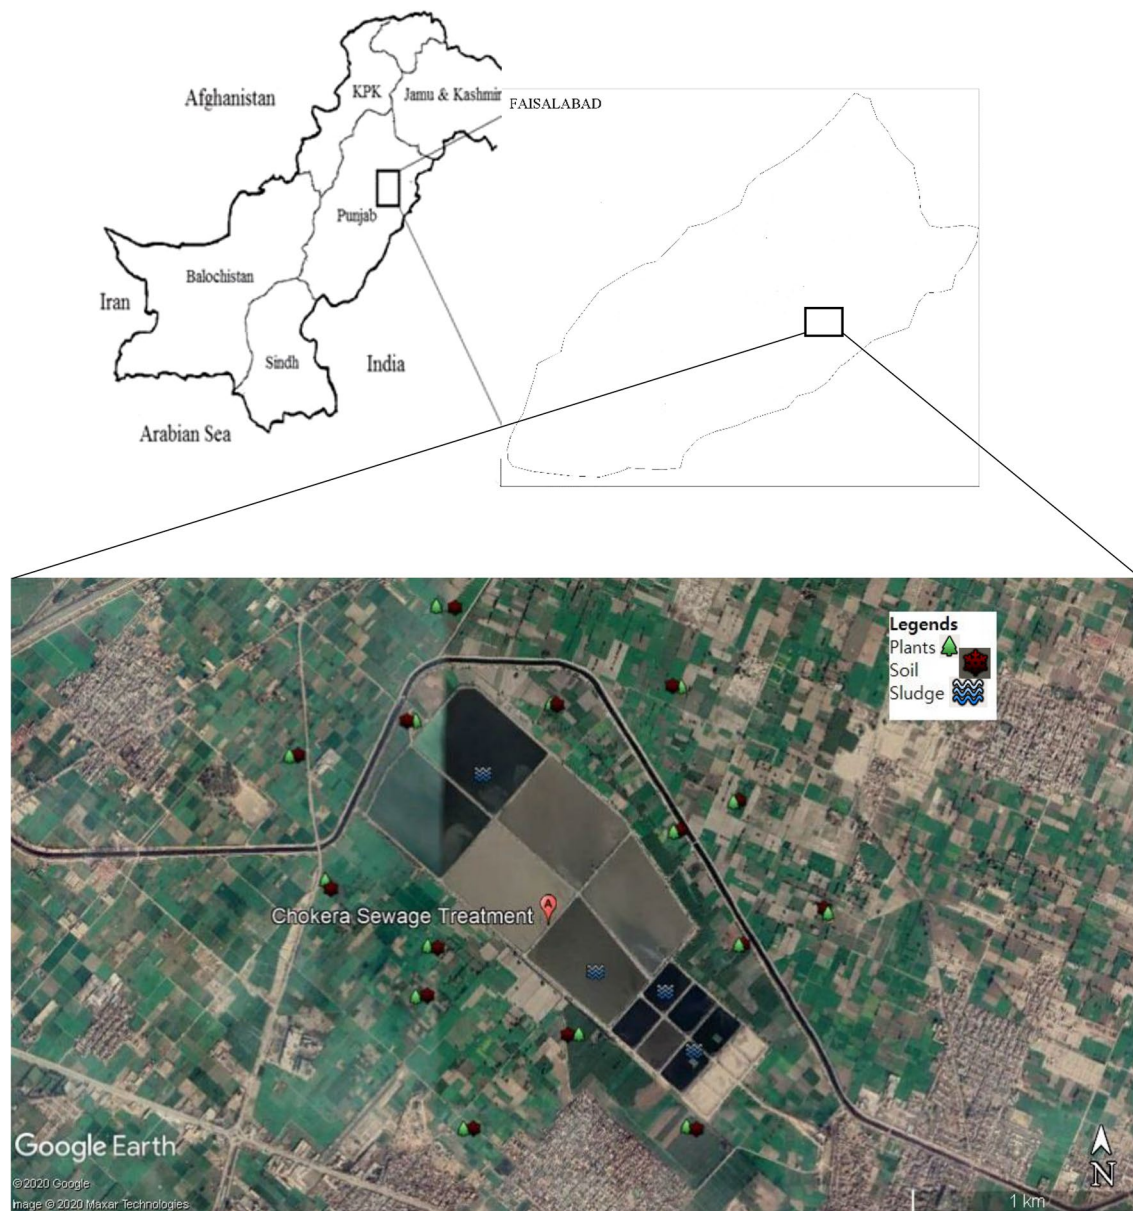 Afghanistan
KPK
Jamu & Kashmir
FAISALABAD
Punjab
Balochistan
Iran
Sindh
India
Arabian Sea
Legends
Plants
Soil
Sludge
A
Chokera Sewage Treatment
Google Earth
© 2020 Google
Image © 2020 Maxar Technologies
N
1 km